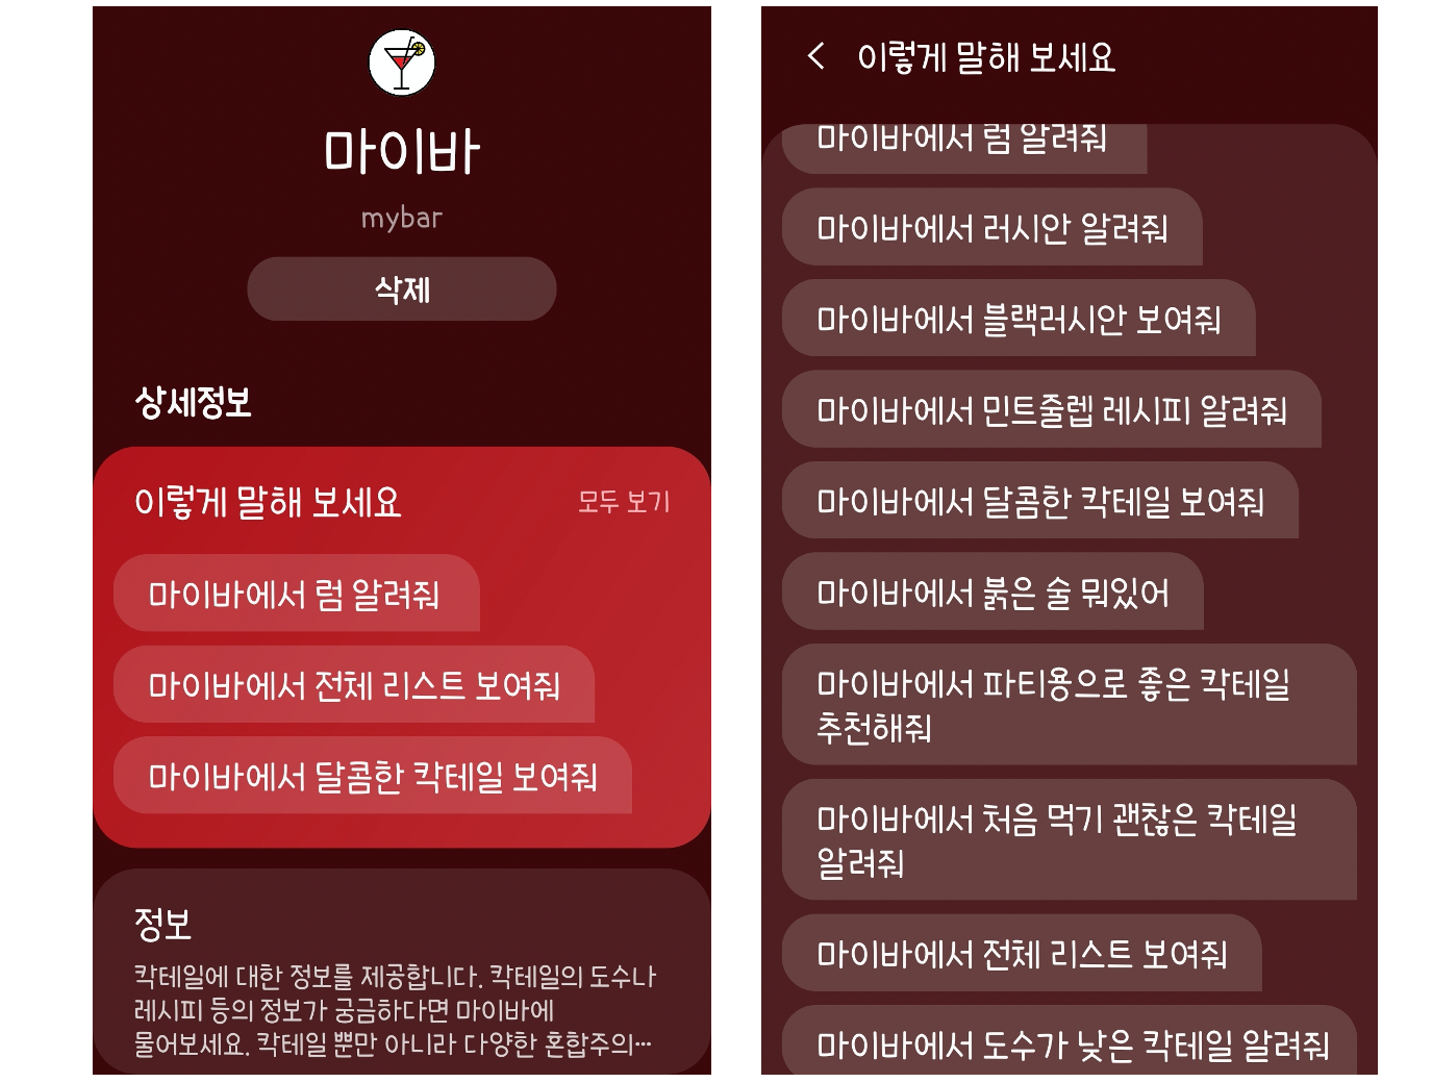 마이바
mybar
삭제
상세정보
이렇게 말해 보세요
모두 보기
마이바에서 럼 알려줘
마이바에서 전체 리스트 보여줘
마이바에서 달콤한 칵테일 보여줘
정보
칵테일에 대한 정보를 제공합니다. 칵테일의 도수나
레시피 등의 정보가 궁금하다면 마이바에
물어보세요. 칵테일 뿐만 아니라 다양한 혼합주의…
이렇게 말해 보세요
마이바에서 럼 알려줘
마이바에서 러시안 알려줘
마이바에서 블랙러시안 보여줘
마이바에서 민트줄렙 레시피 알려줘
마이바에서 달콤한 칵테일 보여줘
마이바에서 붉은 술 뭐있어
마이바에서 파티용으로 좋은 칵테일
추천해줘
마이바에서 처음 먹기 괜찮은 칵테일
알려줘
마이바에서 전체 리스트 보여줘
마이바에서 도수가 낮은 칵테일 알려줘